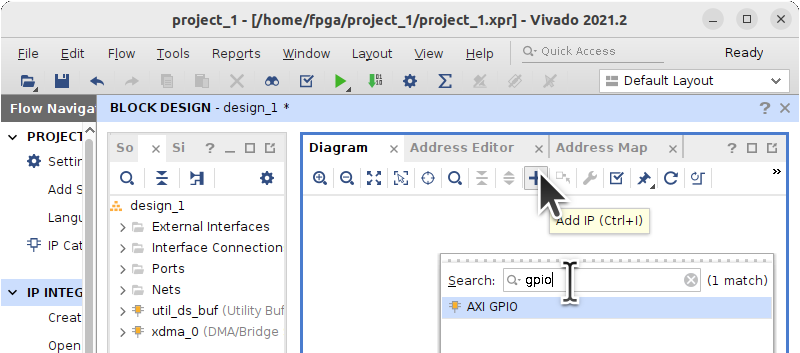 project_1 - [/home/fpga/project_1/project_1.xpr] - Vivado 2021.2
File Edit Flow Tools Reports Window Layout View Help Quick Access Ready
Default Layout
Flow Navigat
BLOCK DESIGN - design_1 * ?
PROJECT
Settin
Add S
Langu
IP Cat
IP INTEG
Creat
Open
So Si ?
design_1
External Interfaces
Interface Connection
Ports
Nets
util_ds_buf (Utility Buf
xdma_0 (DMA/Bridge
Diagram Address Editor Address Map ?
Add IP (Ctrl+I)
Search: gpio (1 match)
AXI GPIO